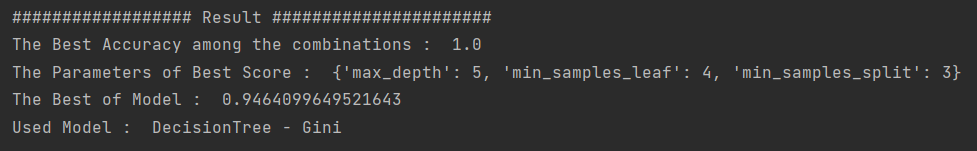 ################## Result ######################
The Best Accuracy among the combinations :  1.0
The Parameters of Best Score :  {'max_depth': 5, 'min_samples_leaf': 4, 'min_samples_split': 3}
The Best of Model :  0.9464099649521643
Used Model :  DecisionTree - Gini